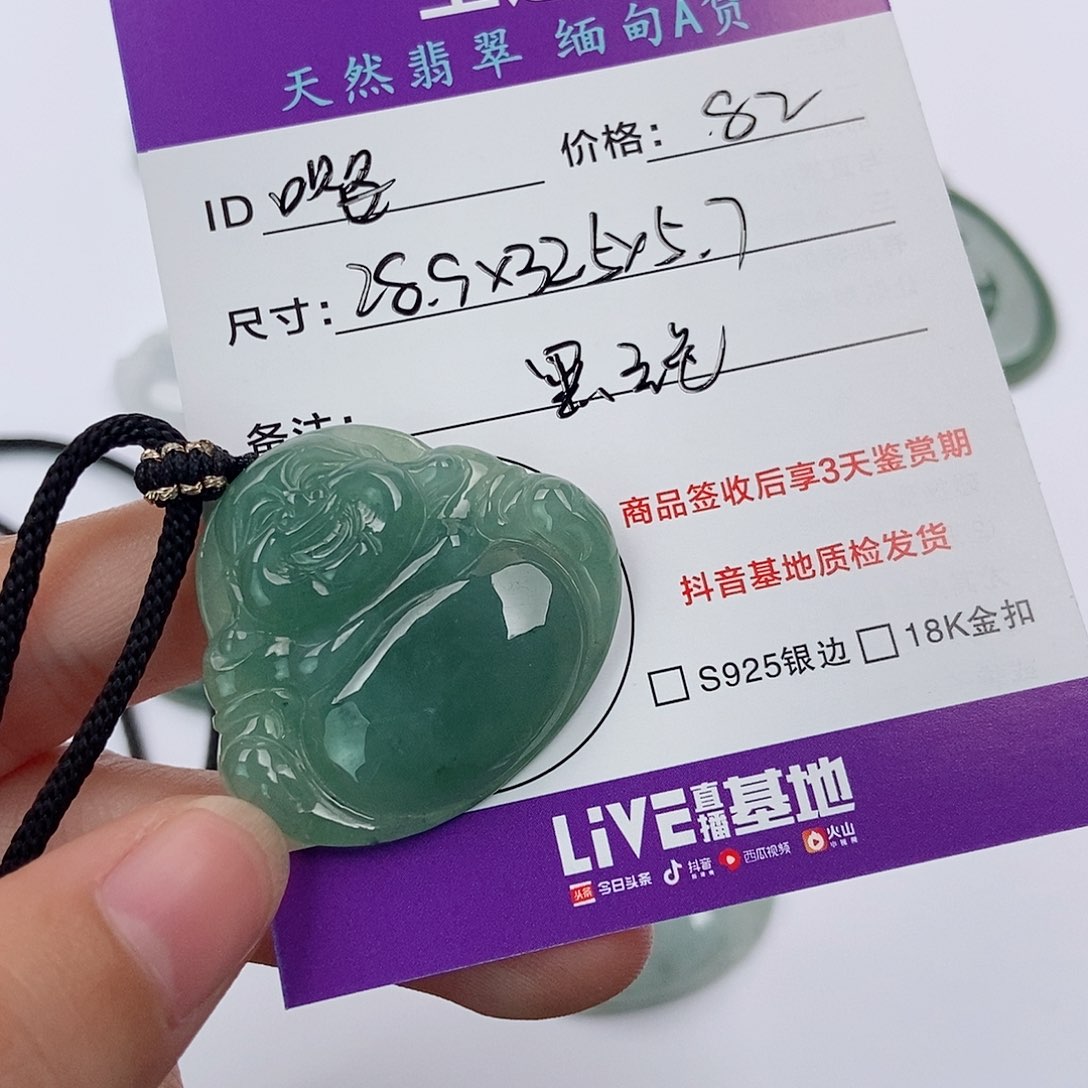 天然翡翠 缅甸A货
ID
价格: 82
尺寸: 28.9x32.5x5.7
备注:
商品签收后享3天鉴赏期
抖音基地质检发货
□ S925银边 □ 18K金扣
LiVE直播基地
头条 今日头条 抖音 西瓜视频 火山